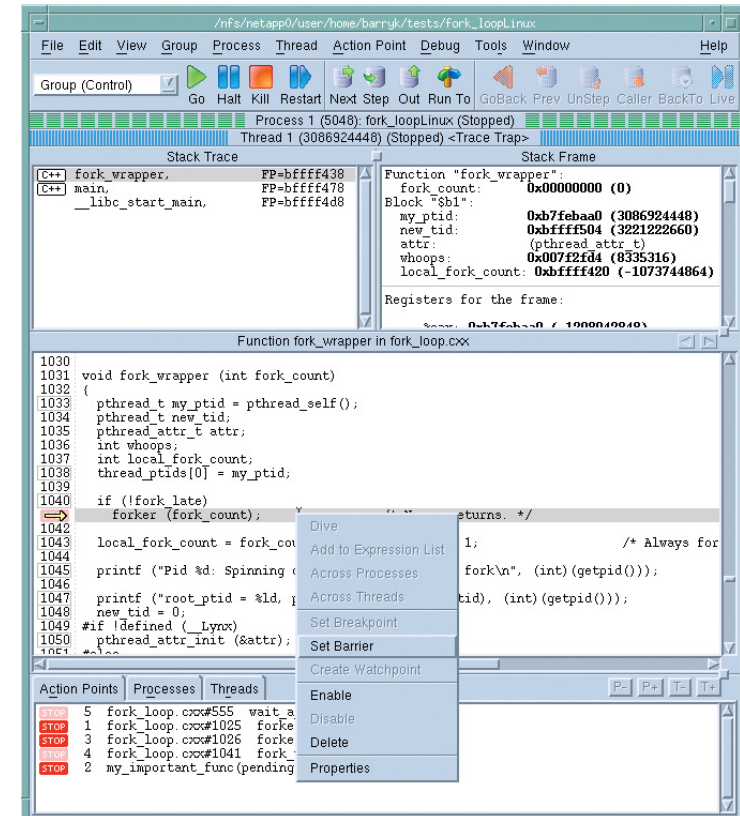 /nfs/netapp0/user/home/barryk/tests/fork_loopLinux
File Edit View Group Process Thread Action Point Debug Tools Window Help
Group (Control) Go Halt Kill Restart Next Step Out Run To GoBack Prev UnStep Caller BackTo Live
Process 1 (5048): fork_loopLinux (Stopped)
Thread 1 (3086924448) (Stopped) <Trace Trap>
Stack Trace
C++ fork_wrapper, FP=bffff438
C++ main, FP=bffff478
__libc_start_main, FP=bffff4d8
Stack Frame
Function "fork_wrapper":
fork_count: 0x00000000 (0)
Block "$b1":
my_ptid: 0xb7febaa0 (3086924448)
new_tid: 0xbffff504 (3221222660)
attr: (pthread_attr_t)
whoops: 0x007f2fd4 (8335316)
local_fork_count: 0xbffff420 (-1073744864)
Registers for the frame:
Function fork_wrapper in fork_loop.cxx
1030
1031 void fork_wrapper (int fork_count)
1032 {
1033 pthread_t my_ptid = pthread_self();
1034 pthread_t new_tid;
1035 pthread_attr_t attr;
1036 int whoops;
1037 int local_fork_count;
1038 thread_ptids[0] = my_ptid;
1039
1040 if (!fork_late)
forker (fork_count); eturns. */
1042
1043 local_fork_count = fork_cou 1; /* Always for
1044
1045 printf ("Pid %d: Spinning fork\n", (int)(getpid()));
1046
1047 printf ("root_ptid = %ld, tid), (int)(getpid()));
1048 new_tid = 0;
1049 #if !defined (__Lynx)
1050 pthread_attr_init (&attr);
1051 #else
Dive
Add to Expression List
Across Processes
Across Threads
Set Breakpoint
Set Barrier
Create Watchpoint
Enable
Disable
Delete
Properties
Action Points Processes Threads P- P+ T- T+
STOP 5 fork_loop.cxx#555 wait_a
STOP 1 fork_loop.cxx#1025 forke
STOP 3 fork_loop.cxx#1026 forke
STOP 4 fork_loop.cxx#1041 fork_
STOP 2 my_important_func(pending